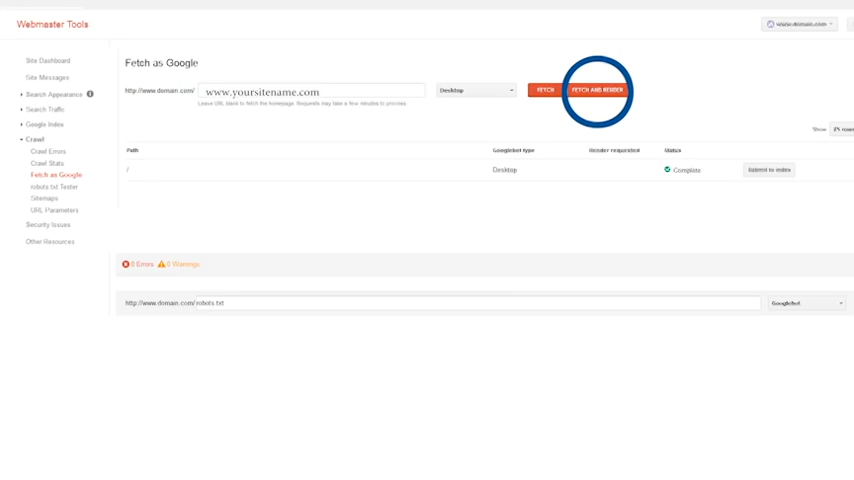 Webmaster Tools
www.domain.com
Site Dashboard
Site Messages
Search Appearance
Search Traffic
Google Index
Crawl
Crawl Errors
Crawl Stats
Fetch as Google
robots.txt Tester
Sitemaps
URL Parameters
Security Issues
Other Resources
Fetch as Google
http://www.domain.com/ www.yoursitename.com Desktop FETCH FETCH AND RENDER
Leave URL blank to fetch the homepage. Requests may take a few minutes to process.
Show 25 rows
Path Googlebot type Render requested Status
/ Desktop Complete Submit to index
0 Errors 0 Warnings
http://www.domain.com/ robots.txt Googlebot